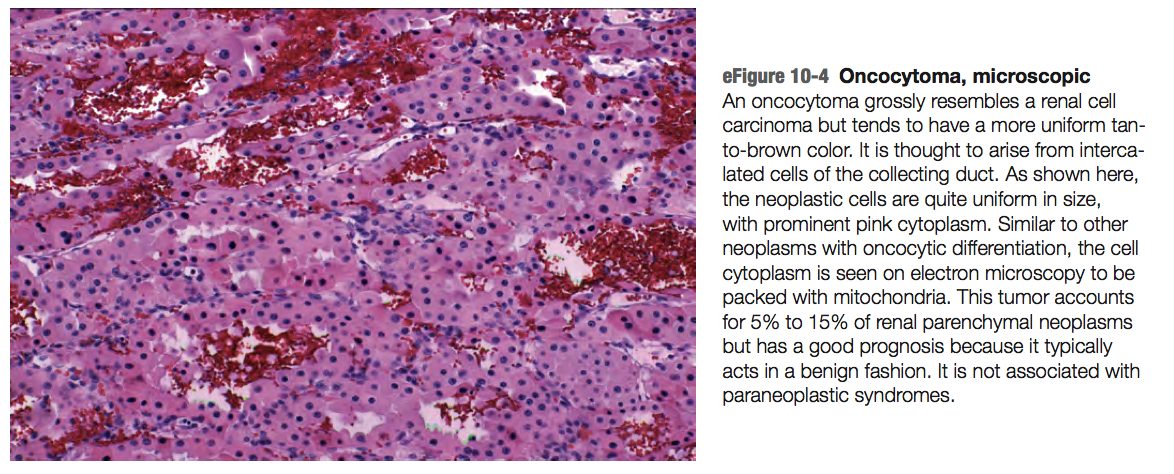 eFigure 10-4 Oncocytoma, microscopic
An oncocytoma grossly resembles a renal cell
carcinoma but tends to have a more uniform tan-
to-brown color. It is thought to arise from interca-
lated cells of the collecting duct. As shown here,
the neoplastic cells are quite uniform in size,
with prominent pink cytoplasm. Similar to other
neoplasms with oncocytic differentiation, the cell
cytoplasm is seen on electron microscopy to be
packed with mitochondria. This tumor accounts
for 5% to 15% of renal parenchymal neoplasms
but has a good prognosis because it typically
acts in a benign fashion. It is not associated with
paraneoplastic syndromes.